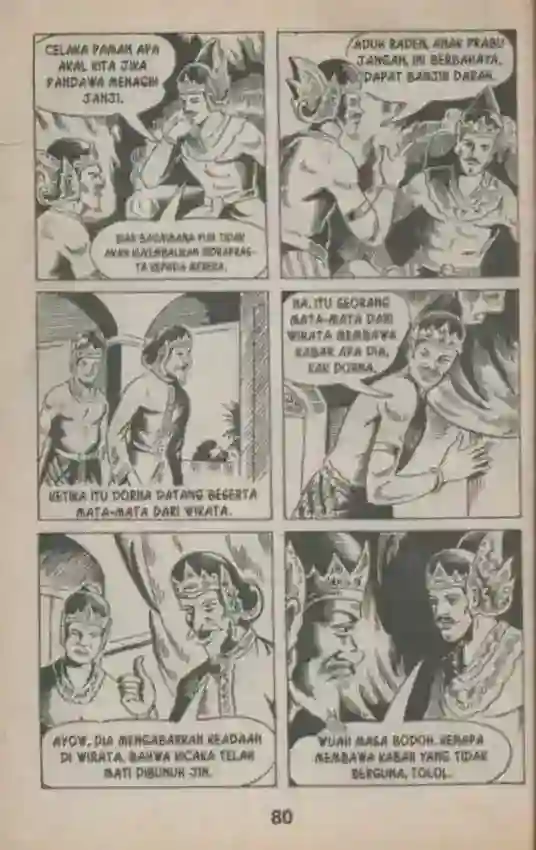 CELAKA PAMAN APA
AKAL KITA JIKA
PANDAWA MENAGIH
JANJI.
BIAR BAGAIMANA PUN TIDAK
AKAN KUKEMBALIKAN INDRAPRAS-
TA KEPADA MEREKA.
ADUH RADEN, ANAK PRABU
JANGAN, INI BERBAHAYA,
DAPAT BANJIR DARAH.
KETIKA ITU DORNA DATANG BESERTA
MATA-MATA DARI WIRATA.
NA, ITU SEORANG
MATA-MATA DARI
WIRATA MEMBAWA
KABAR APA DIA,
KAK DORNA.
AYOW, DIA MENGABARKAN KEADAAN
DI WIRATA, BAHWA KICAKA TELAH
MATI DIBUNUH JIN.
WUAH MASA BODOH, KENAPA
MEMBAWA KABAR YANG TIDAK
BERGUNA, TOLOL.
80